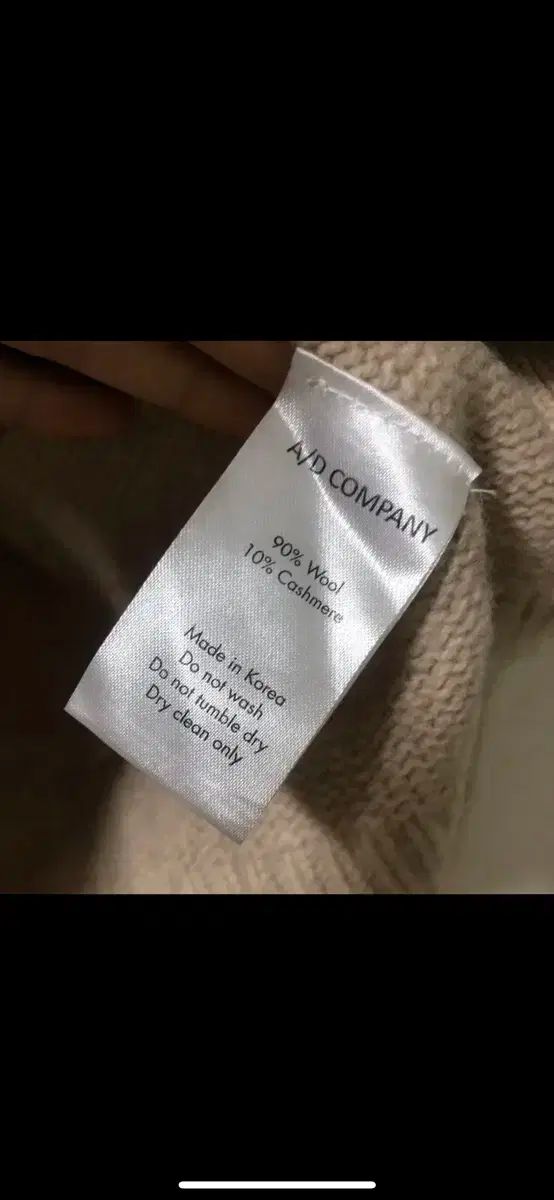 A/D COMPANY
90% Wool
10% Cashmere
Made in Korea
Do not wash
Do not tumble dry
Dry clean only